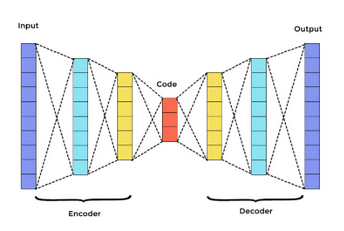 Input
Output
Code
Encoder
Decoder